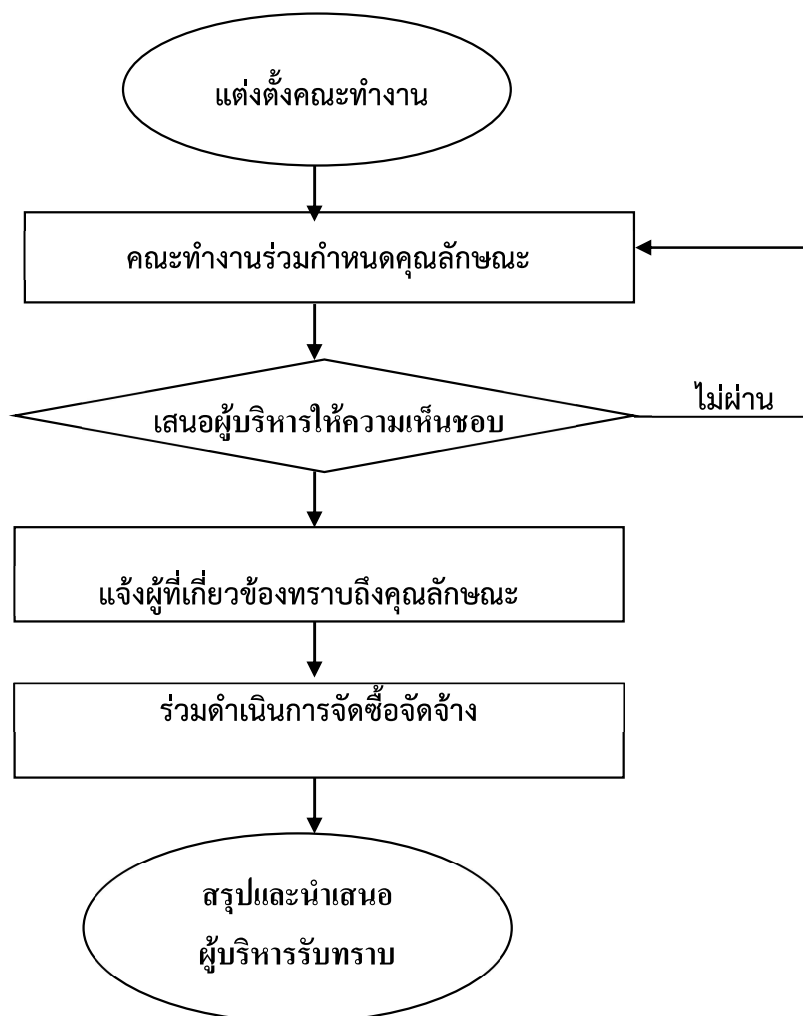 แต่งตั้งคณะทำงาน
คณะทำงานร่วมกำหนดคุณลักษณะ
เสนอผู้บริหารให้ความเห็นชอบ
ไม่ผ่าน
แจ้งผู้ที่เกี่ยวข้องทราบถึงคุณลักษณะ
ร่วมดำเนินการจัดซื้อจัดจ้าง
สรุปและนำเสนอ
ผู้บริหารรับทราบ